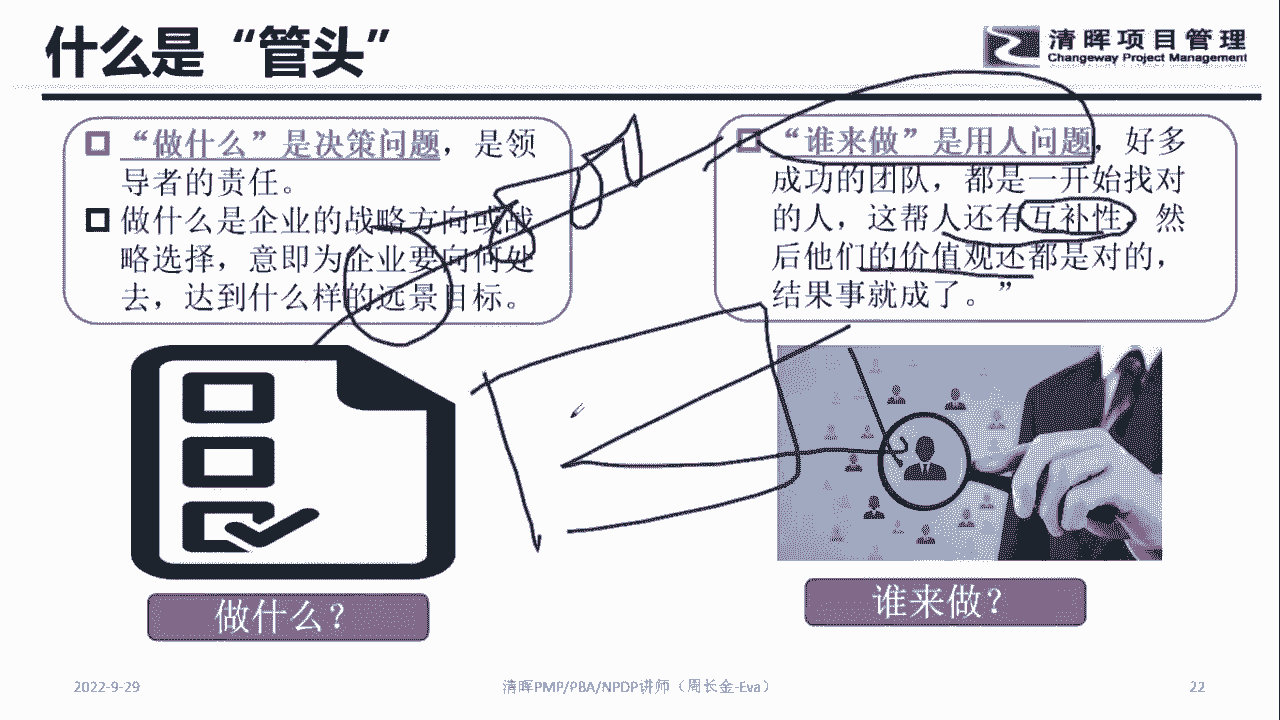 什么是“管头”
清晖项目管理
Changeway Project Management
“做什么”是决策问题，是领
导者的责任。
做什么是企业的战略方向或战
略选择，意即为企业要向何处
去，达到什么样的远景目标。
“谁来做”是用人问题，好多
成功的团队，都是一开始找对
的人，这帮人还有互补性，然
后他们的价值观还都是对的，
结果事就成了。”
做什么？
谁来做？
2022-9-29
清晖PMP/PBA/NPDP讲师（周长金-Eva）
22